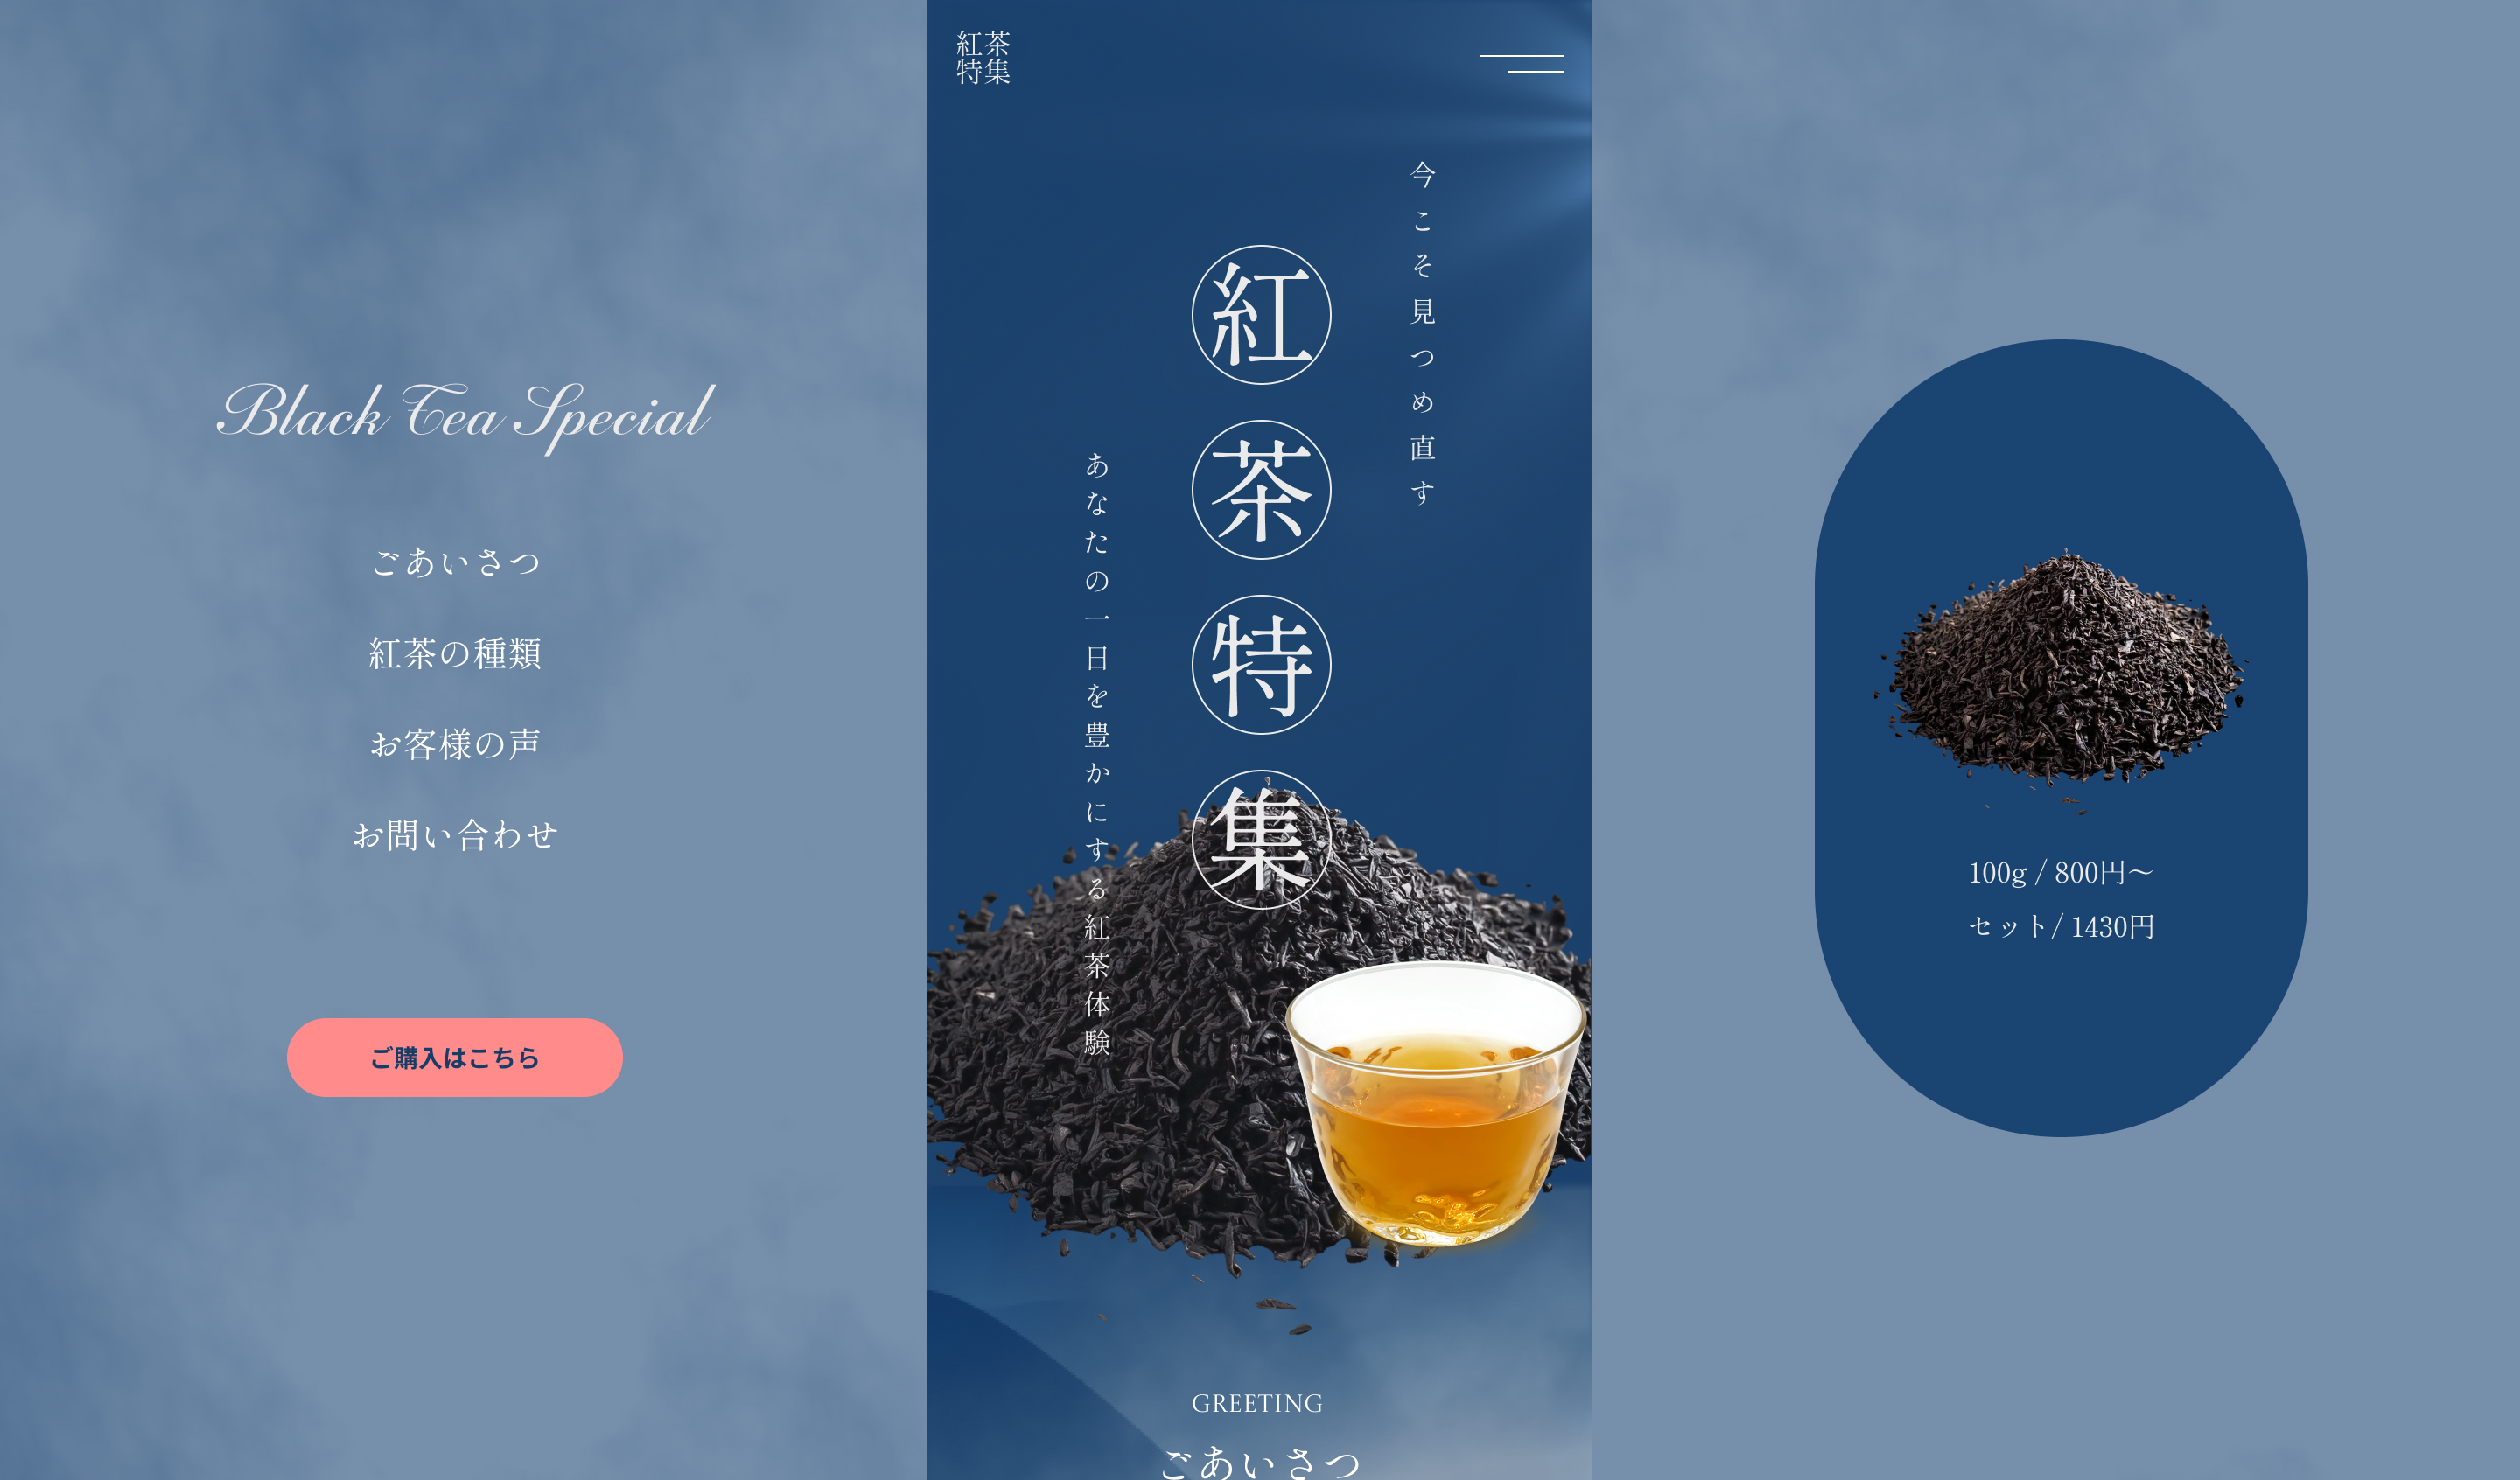 Black Tea Special
ごあいさつ
紅茶の種類
お客様の声
お問い合わせ
ご購入はこちら
紅茶
特集
今こそ見つめ直す
紅茶特集
あなたの一日を豊かにする紅茶体験
GREETING
ごあいさつ
100g / 800円〜
セット/ 1430円